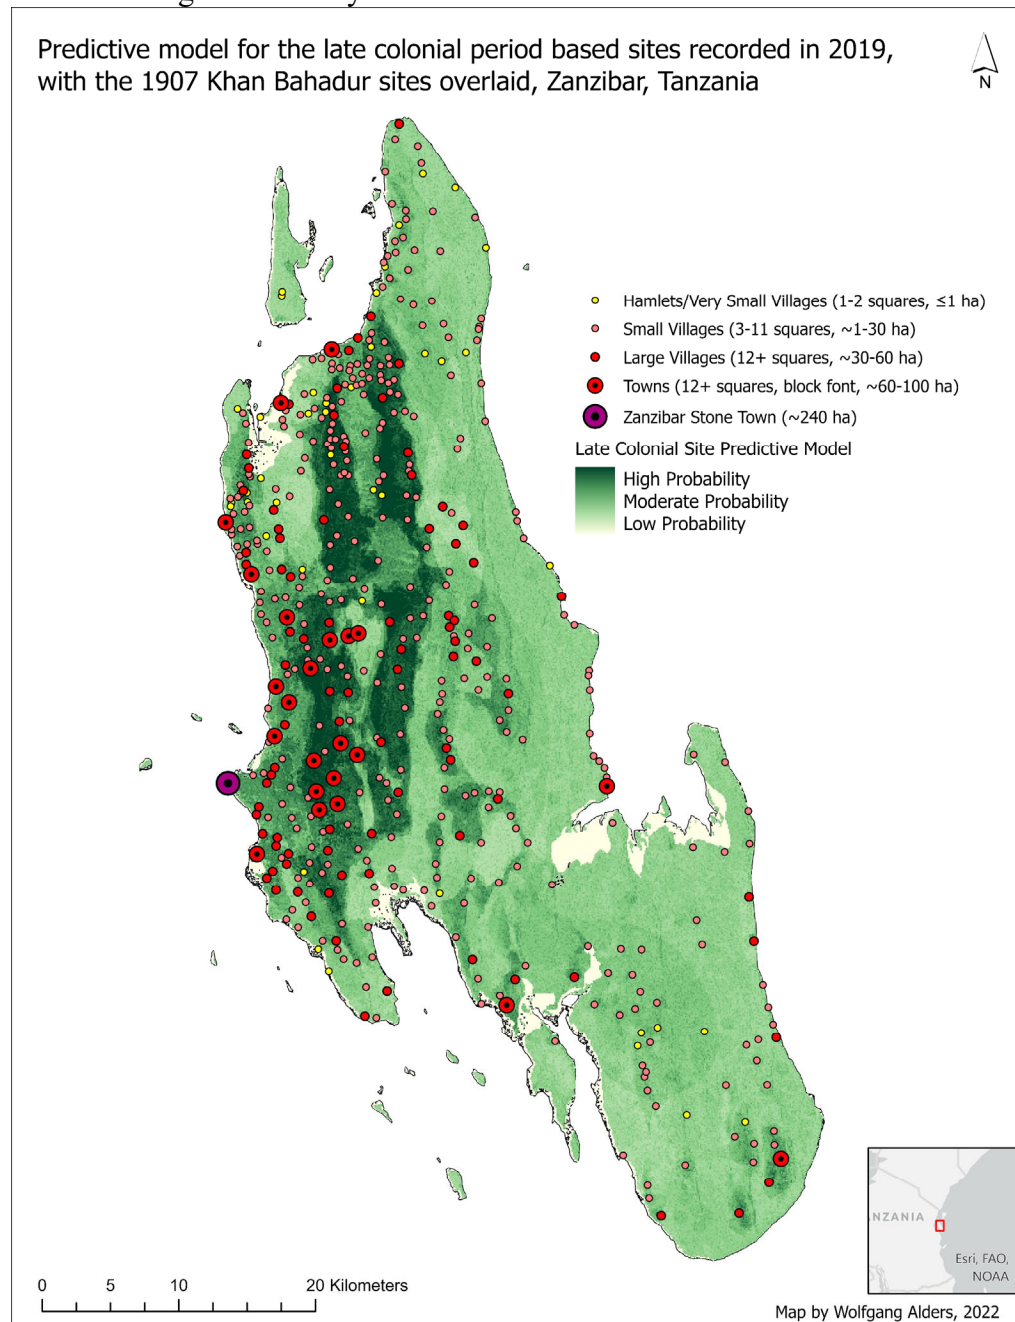 Predictive model for the late colonial period based sites recorded in 2019,
with the 1907 Khan Bahadur sites overlaid, Zanzibar, Tanzania
N
Hamlets/Very Small Villages (1-2 squares, ≤1 ha)
Small Villages (3-11 squares, ~1-30 ha)
Large Villages (12+ squares, ~30-60 ha)
Towns (12+ squares, block font, ~60-100 ha)
Zanzibar Stone Town (~240 ha)
Late Colonial Site Predictive Model
High Probability
Moderate Probability
Low Probability
NZANIA
Esri, FAO,
NOAA
0 5 10 20 Kilometers
Map by Wolfgang Alders, 2022